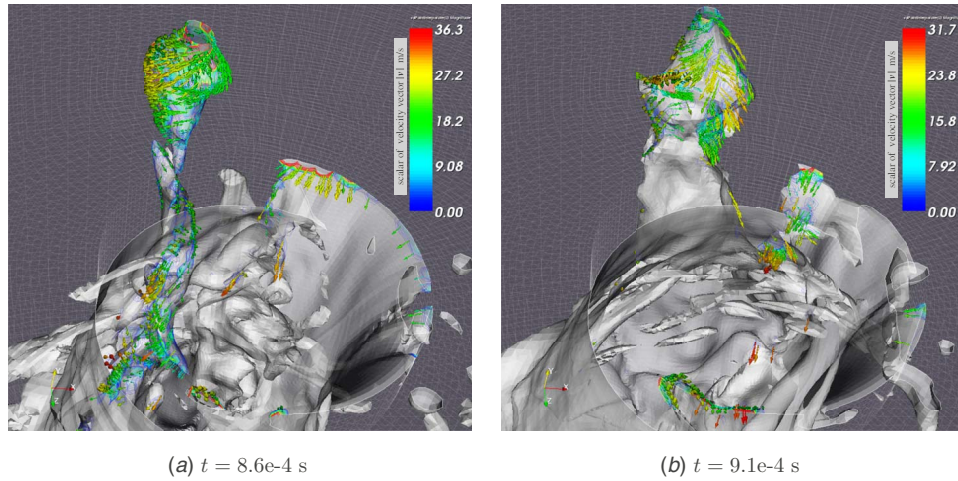 36.3
27.2
18.2
9.08
0.00
scalar of velocity vector |v| m/s
31.7
23.8
15.8
7.92
0.00
scalar of velocity vector |v| m/s
(a) t = 8.6e-4 s
(b) t = 9.1e-4 s